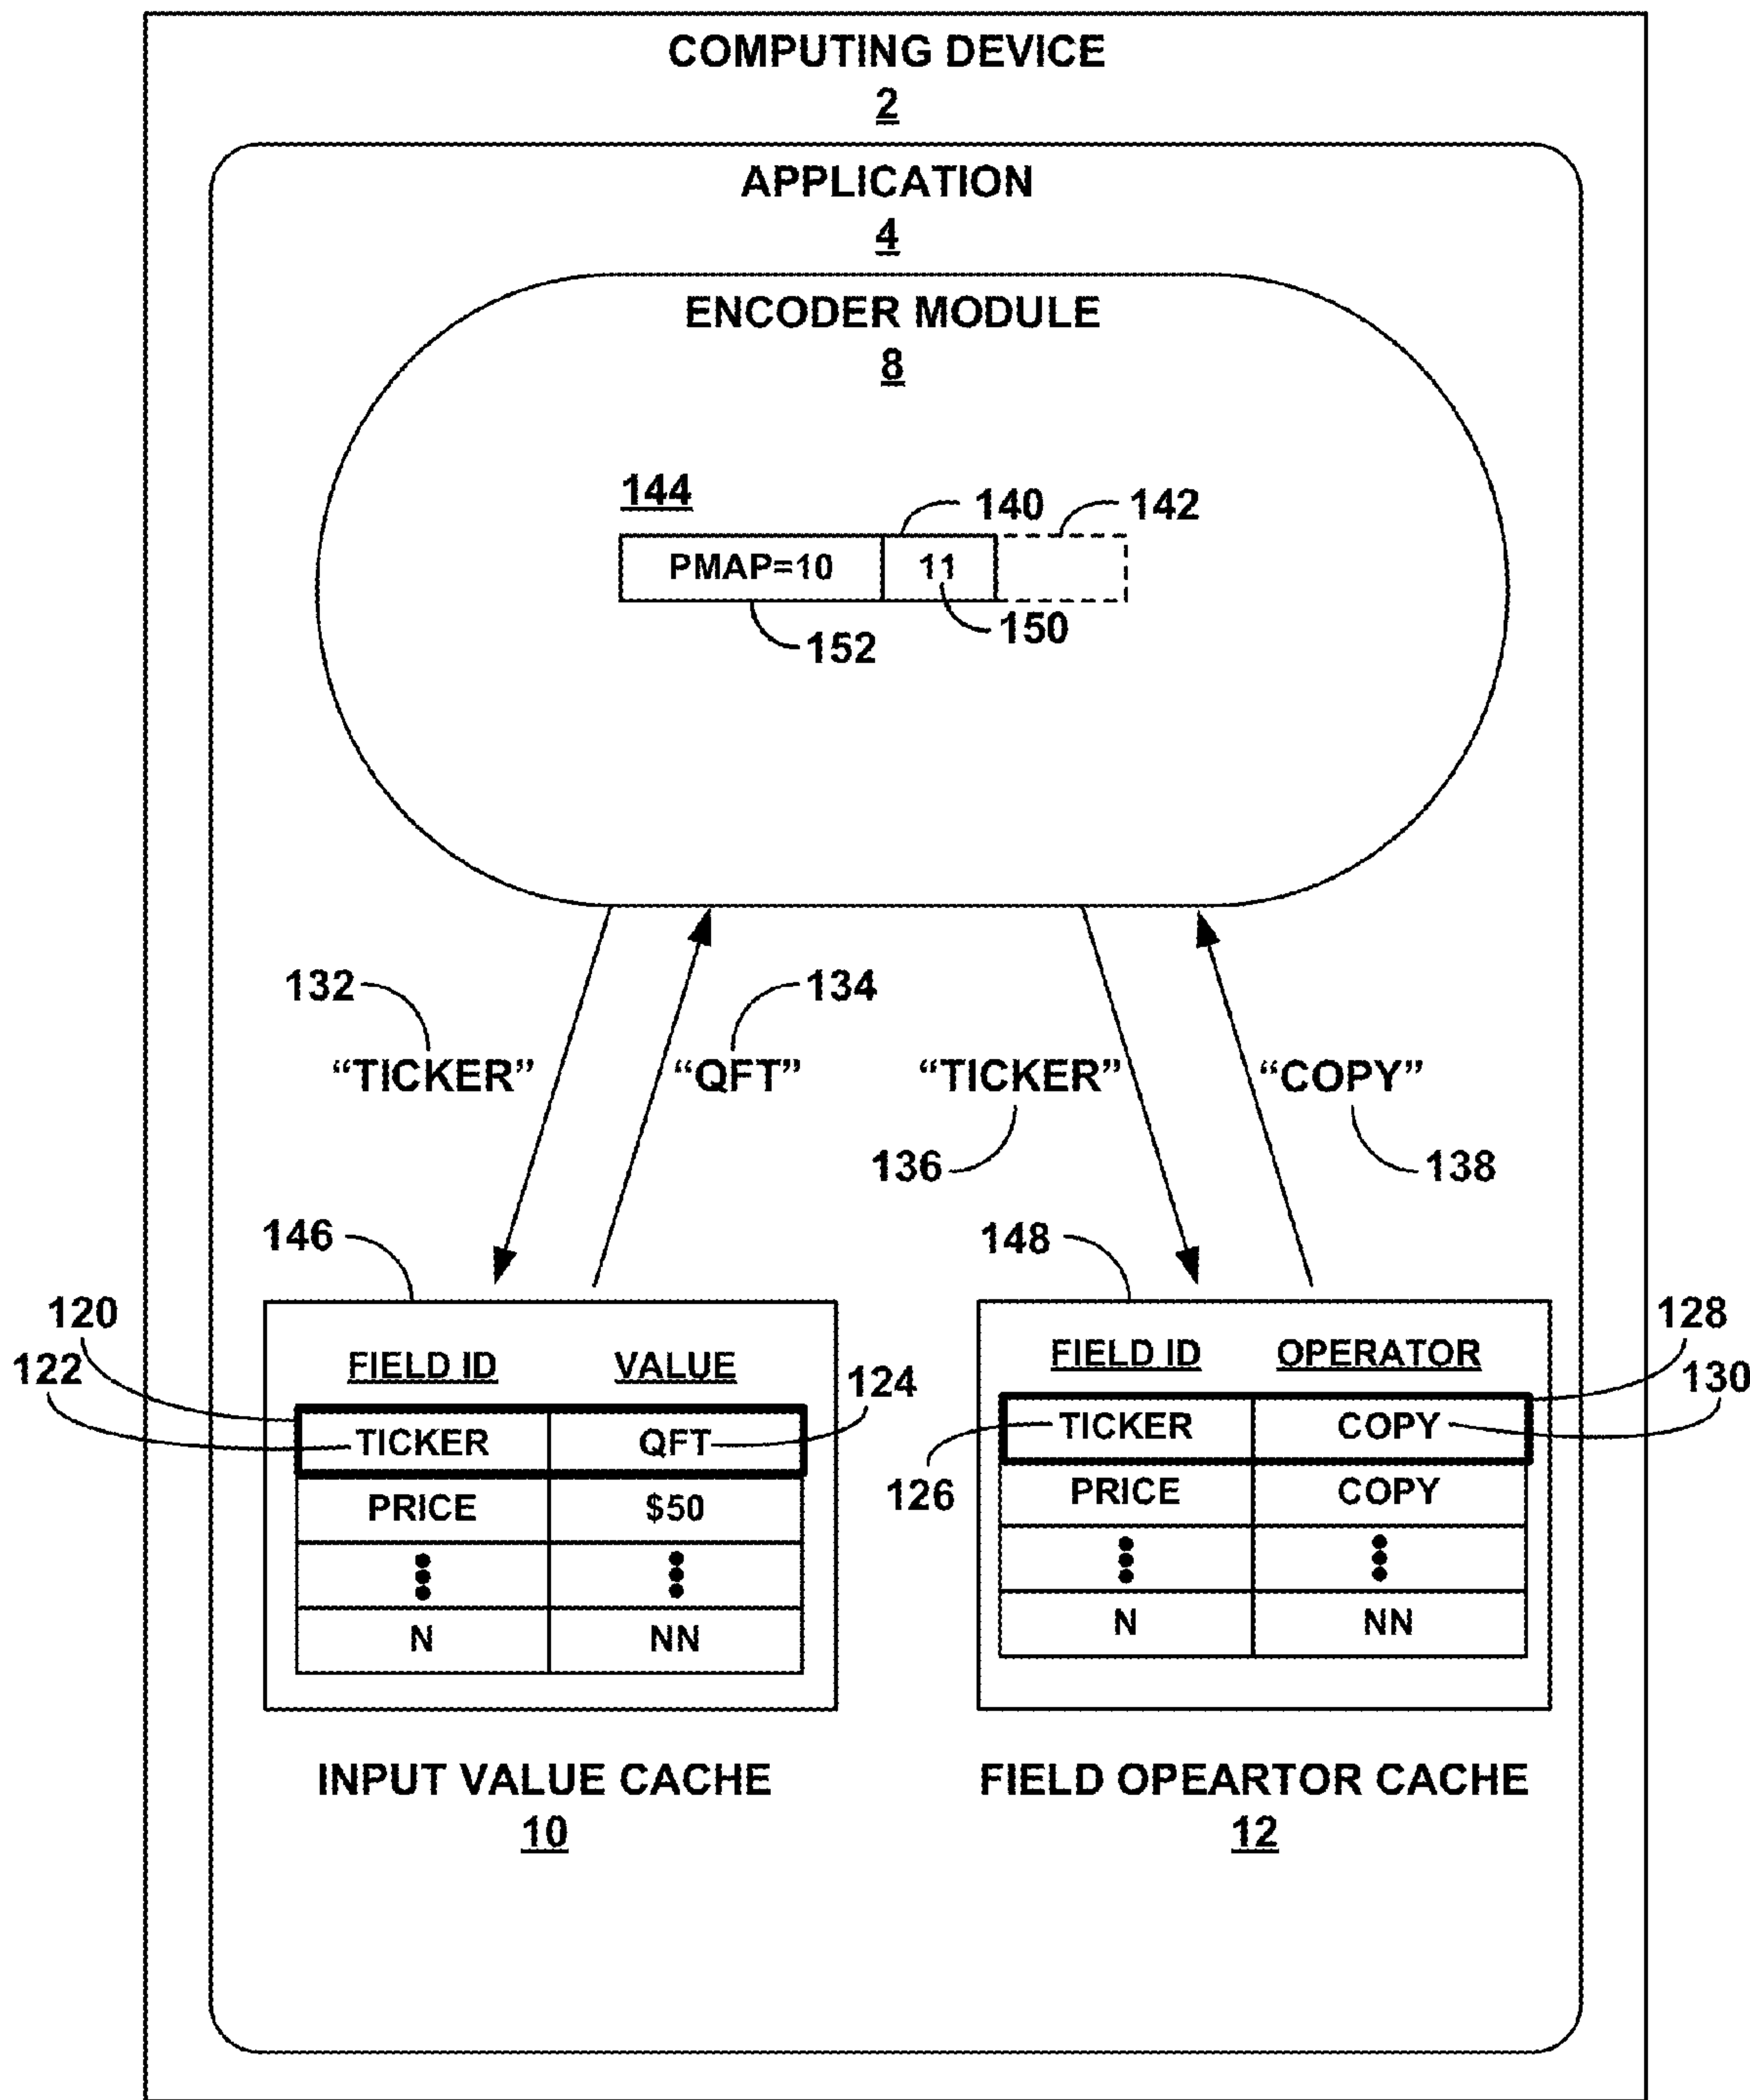 COMPUTING DEVICE
2
APPLICATION
4
ENCODER MODULE
8
144
140
142
PMAP=10
11
150
152
132
134
"TICKER"
"QFT"
"TICKER"
"COPY"
136
138
146
148
120
122
FIELD ID VALUE
124
TICKER QFT
PRICE $50
N NN
128
130
FIELD ID OPERATOR
TICKER COPY
126
PRICE COPY
N NN
INPUT VALUE CACHE
10
FIELD OPEARTOR CACHE
12